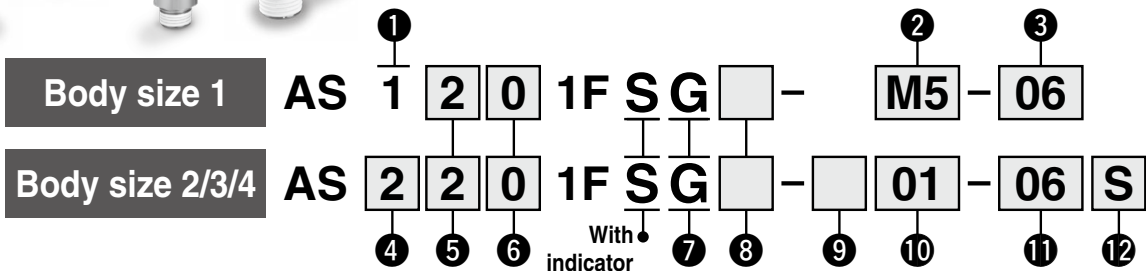 ❶ ❷ ❸
Body size 1 AS 1 2 0 1F S G - M5 - 06
Body size 2/3/4 AS 2 2 0 1F S G - 01 - 06 S
With
indicator
❹ ❺ ❻ ❼ ❽ ❾ ❿ ⓫ ⓬